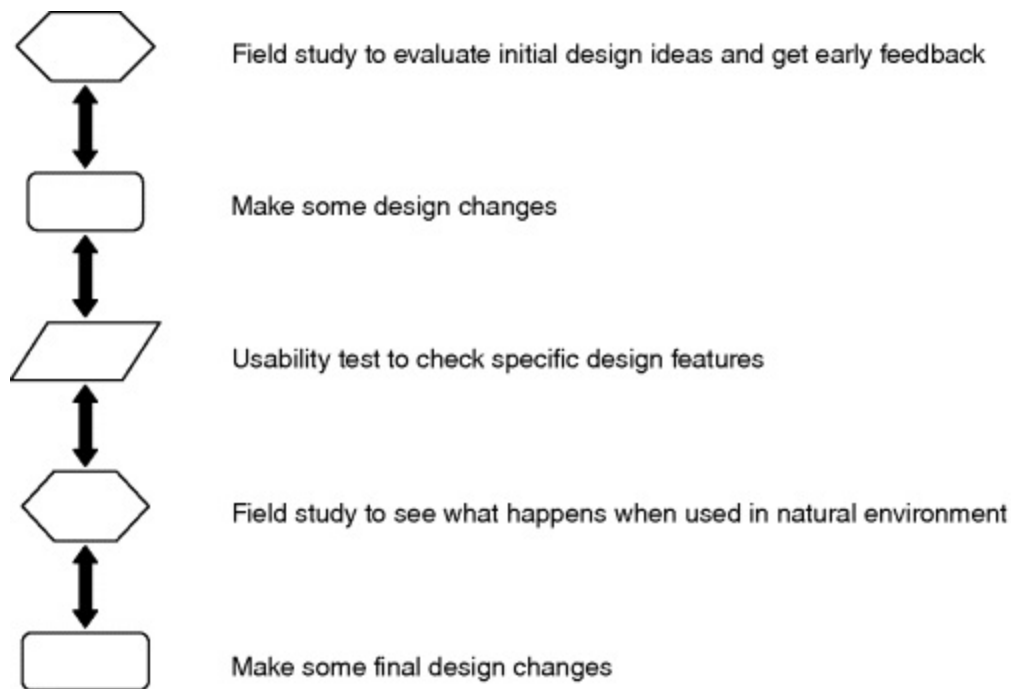 Field study to evaluate initial design ideas and get early feedback
Make some design changes
Usability test to check specific design features
Field study to see what happens when used in natural environment
Make some final design changes